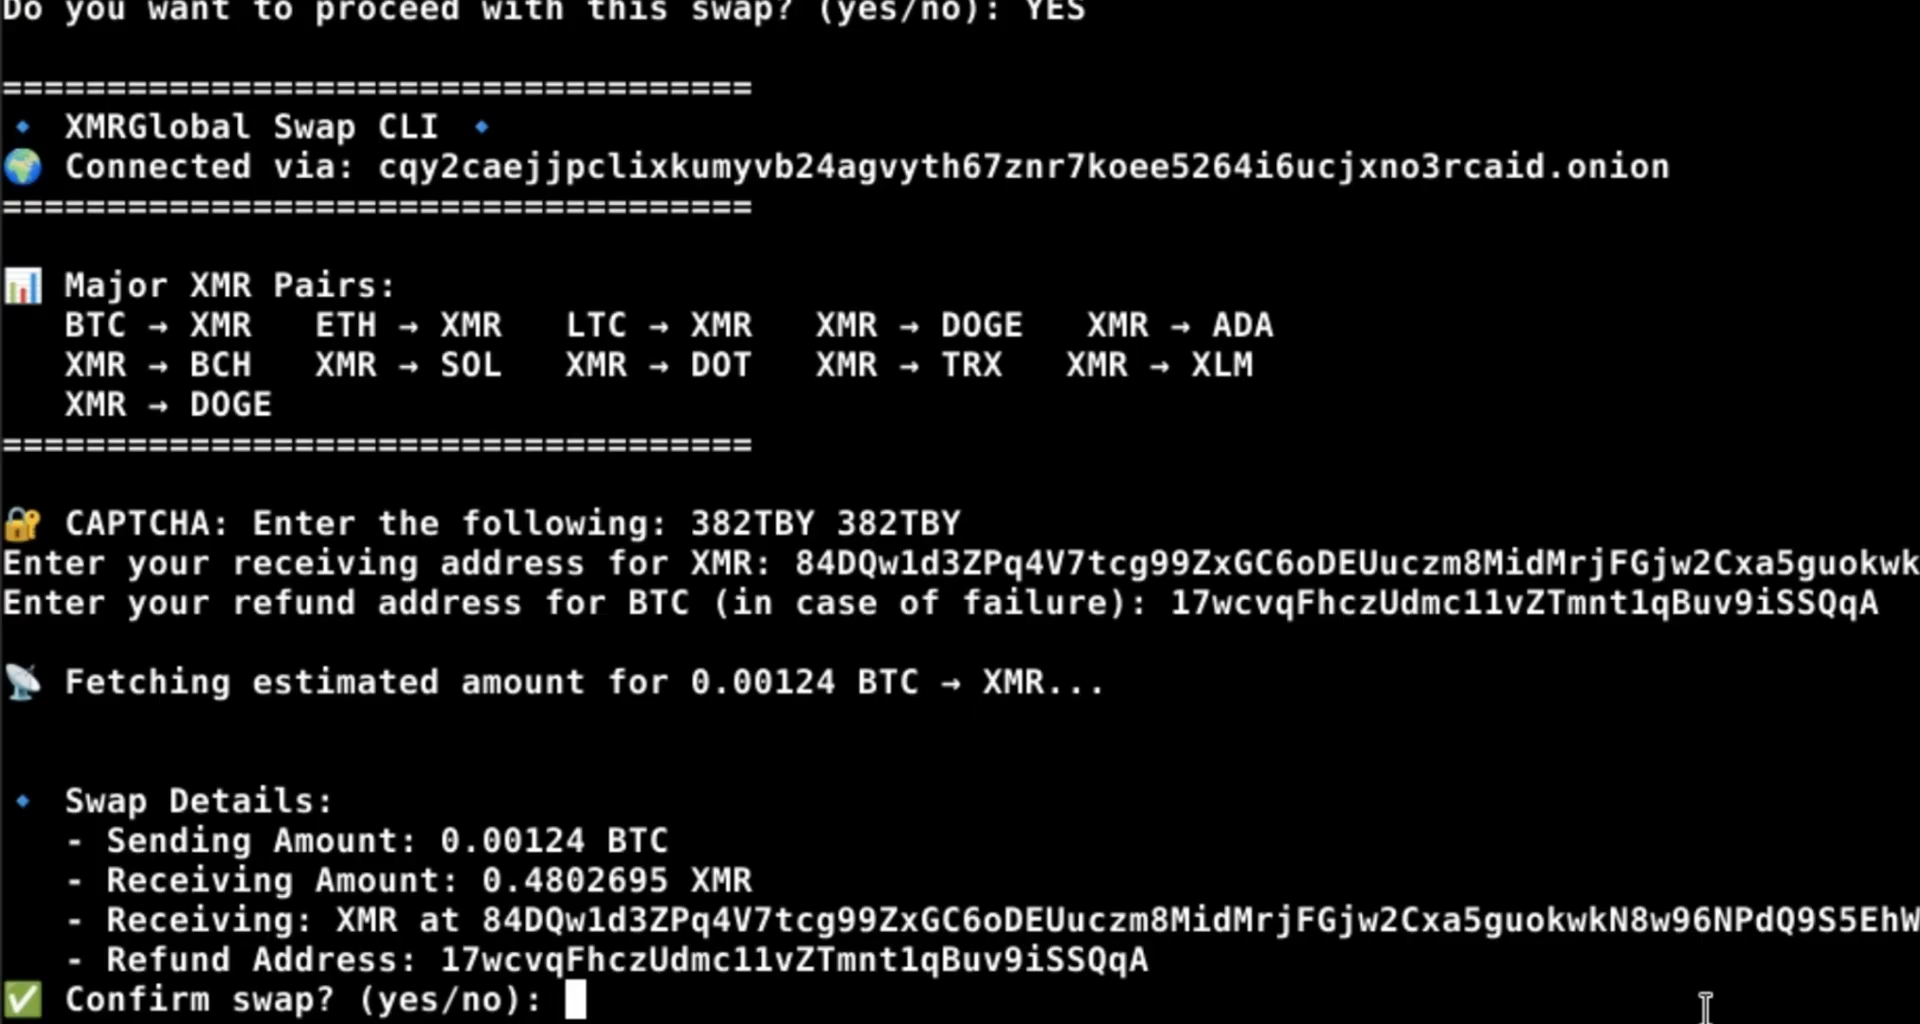 Do you want to proceed with this swap? (yes/no): YES
====================================
🔹 XMRGlobal Swap CLI 🔹
🌍 Connected via: cqy2caejjpclixkumyvb24agvyth67znr7koee5264i6ucjxno3rcaid.onion
====================================
📊 Major XMR Pairs:
BTC → XMR   ETH → XMR   LTC → XMR   XMR → DOGE   XMR → ADA
XMR → BCH   XMR → SOL   XMR → DOT   XMR → TRX   XMR → XLM
XMR → DOGE
====================================
🔐 CAPTCHA: Enter the following: 382TBY 382TBY
Enter your receiving address for XMR: 84DQw1d3ZPq4V7tcg99ZxGC6oDEUuczm8MidMrjFGjw2Cxa5guokwk
Enter your refund address for BTC (in case of failure): 17wcvqFhczUdmc11vZTmnt1qBuv9iSSQqA
📡 Fetching estimated amount for 0.00124 BTC → XMR...
🔹 Swap Details:
- Sending Amount: 0.00124 BTC
- Receiving Amount: 0.4802695 XMR
- Receiving: XMR at 84DQw1d3ZPq4V7tcg99ZxGC6oDEUuczm8MidMrjFGjw2Cxa5guokwkN8w96NPdQ9S5EhW
- Refund Address: 17wcvqFhczUdmc11vZTmnt1qBuv9iSSQqA
✅ Confirm swap? (yes/no):